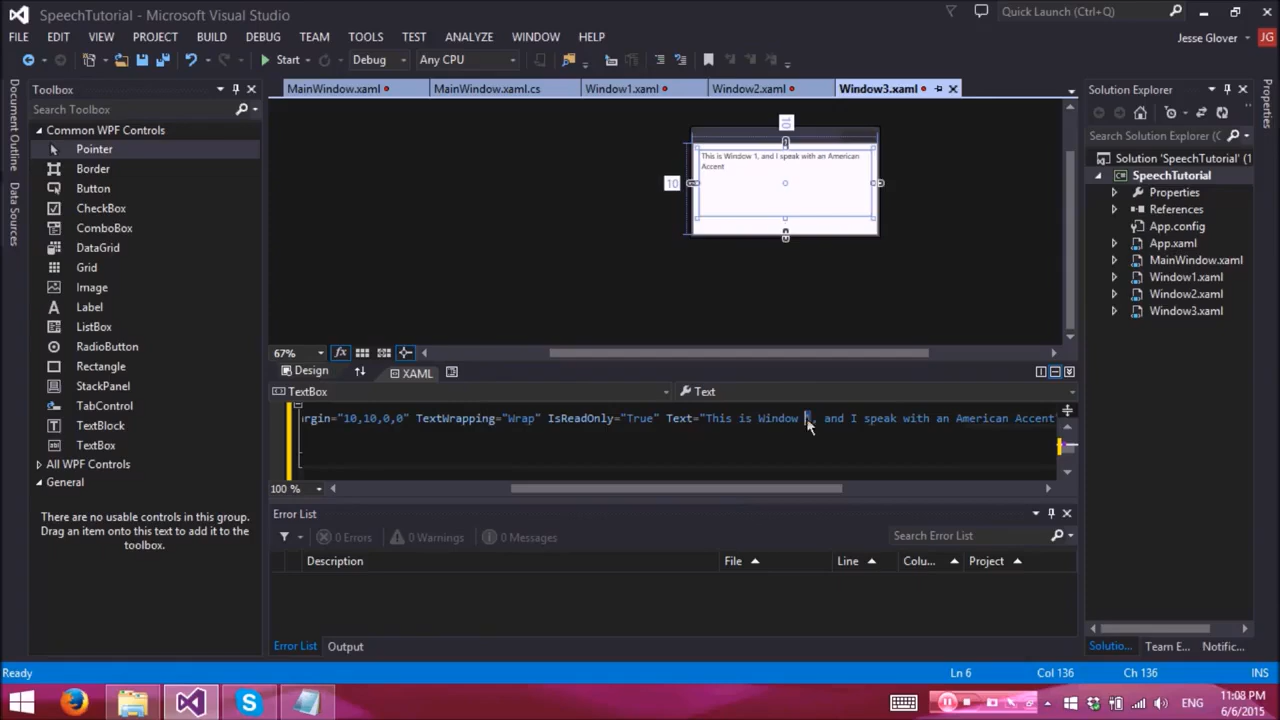 SpeechTutorial - Microsoft Visual Studio
Quick Launch (Ctrl+Q)
FILE EDIT VIEW PROJECT BUILD DEBUG TEAM TOOLS TEST ANALYZE WINDOW HELP
Jesse Glover JG
Start Debug Any CPU
Document Outline
Data Sources
Toolbox
Search Toolbox
Common WPF Controls
Pointer
Border
Button
CheckBox
ComboBox
DataGrid
Grid
Image
Label
ListBox
RadioButton
Rectangle
StackPanel
TabControl
TextBlock
TextBox
All WPF Controls
General
There are no usable controls in this group.
Drag an item onto this text to add it to the
toolbox.
MainWindow.xaml MainWindow.xaml.cs Window1.xaml Window2.xaml Window3.xaml
10
10
This is Window 1, and I speak with an American
Accent
67%
Design XAML
TextBox Text
ırgin="10,10,0,0" TextWrapping="Wrap" IsReadOnly="True" Text="This is Window 1, and I speak with an American Accent
100 %
Error List
0 Errors 0 Warnings 0 Messages
Search Error List
Description File Line Colu... Project
Error List Output
Solution Explorer
Search Solution Explorer
Solution 'SpeechTutorial' (1
SpeechTutorial
Properties
References
App.config
App.xaml
MainWindow.xaml
Window1.xaml
Window2.xaml
Window3.xaml
Solutio... Team E... Notific...
Properties
Ready Ln 6 Col 136 Ch 136 INS
ENG
11:08 PM
6/6/2015